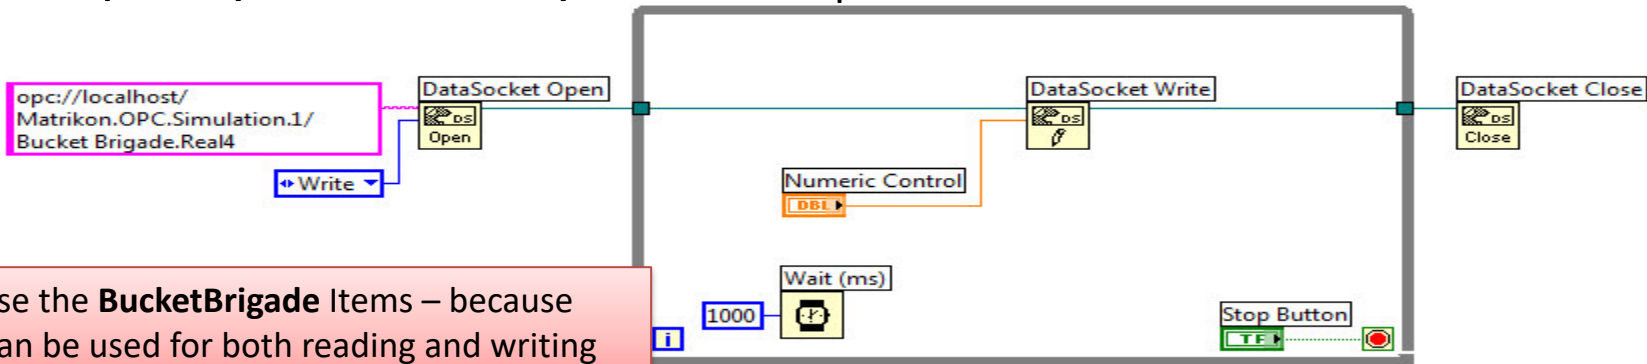 DataSocket Open
DataSocket Write
DataSocket Close
opc://localhost/
Matrikon.OPC.Simulation.1/
Bucket Brigade.Real4
DS
Open
DS
DS
Close
Write
Numeric Control
DBL
Wait (ms)
1000
i
Stop Button
TF
se the BucketBrigade Items – because
an be used for both reading and writing